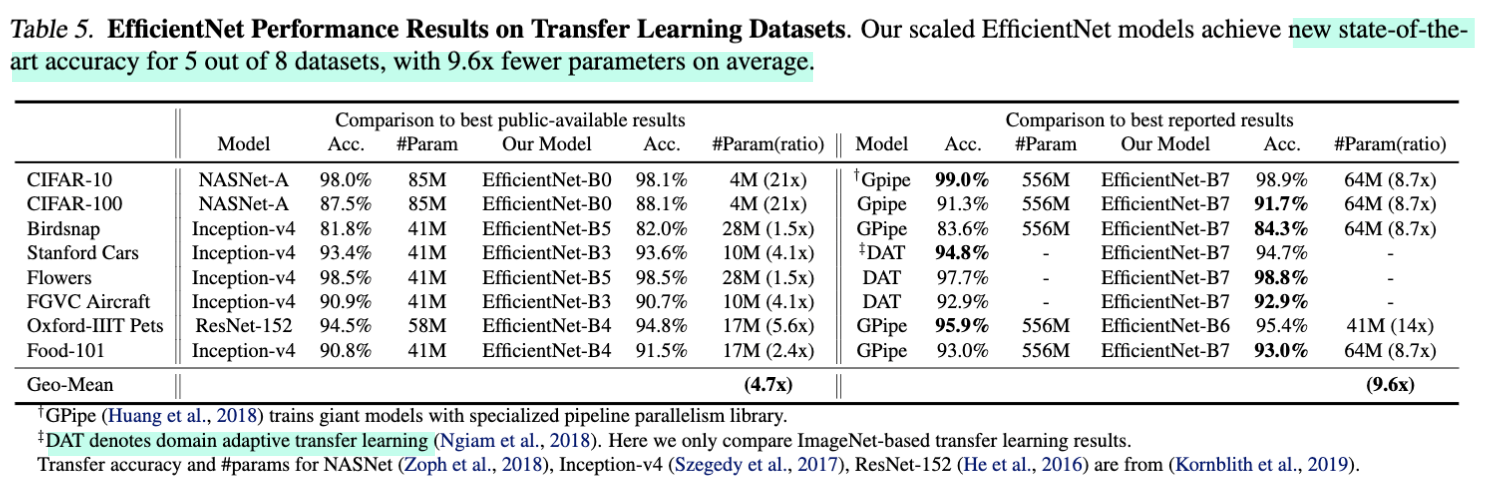 Table 5. EfficientNet Performance Results on Transfer Learning Datasets. Our scaled EfficientNet models achieve new state-of-the-
art accuracy for 5 out of 8 datasets, with 9.6x fewer parameters on average.
Comparison to best public-available results Comparison to best reported results
Model Acc. #Param Our Model Acc. #Param(ratio) Model Acc. #Param Our Model Acc. #Param(ratio)
CIFAR-10 NASNet-A 98.0% 85M EfficientNet-B0 98.1% 4M (21x) †Gpipe 99.0% 556M EfficientNet-B7 98.9% 64M (8.7x)
CIFAR-100 NASNet-A 87.5% 85M EfficientNet-B0 88.1% 4M (21x) Gpipe 91.3% 556M EfficientNet-B7 91.7% 64M (8.7x)
Birdsnap Inception-v4 81.8% 41M EfficientNet-B5 82.0% 28M (1.5x) GPipe 83.6% 556M EfficientNet-B7 84.3% 64M (8.7x)
Stanford Cars Inception-v4 93.4% 41M EfficientNet-B3 93.6% 10M (4.1x) ‡DAT 94.8% - EfficientNet-B7 94.7% -
Flowers Inception-v4 98.5% 41M EfficientNet-B5 98.5% 28M (1.5x) DAT 97.7% - EfficientNet-B7 98.8% -
FGVC Aircraft Inception-v4 90.9% 41M EfficientNet-B3 90.7% 10M (4.1x) DAT 92.9% - EfficientNet-B7 92.9% -
Oxford-IIIT Pets ResNet-152 94.5% 58M EfficientNet-B4 94.8% 17M (5.6x) GPipe 95.9% 556M EfficientNet-B6 95.4% 41M (14x)
Food-101 Inception-v4 90.8% 41M EfficientNet-B4 91.5% 17M (2.4x) GPipe 93.0% 556M EfficientNet-B7 93.0% 64M (8.7x)
Geo-Mean (4.7x) (9.6x)
†GPipe (Huang et al., 2018) trains giant models with specialized pipeline parallelism library.
‡DAT denotes domain adaptive transfer learning (Ngiam et al., 2018). Here we only compare ImageNet-based transfer learning results.
Transfer accuracy and #params for NASNet (Zoph et al., 2018), Inception-v4 (Szegedy et al., 2017), ResNet-152 (He et al., 2016) are from (Kornblith et al., 2019).